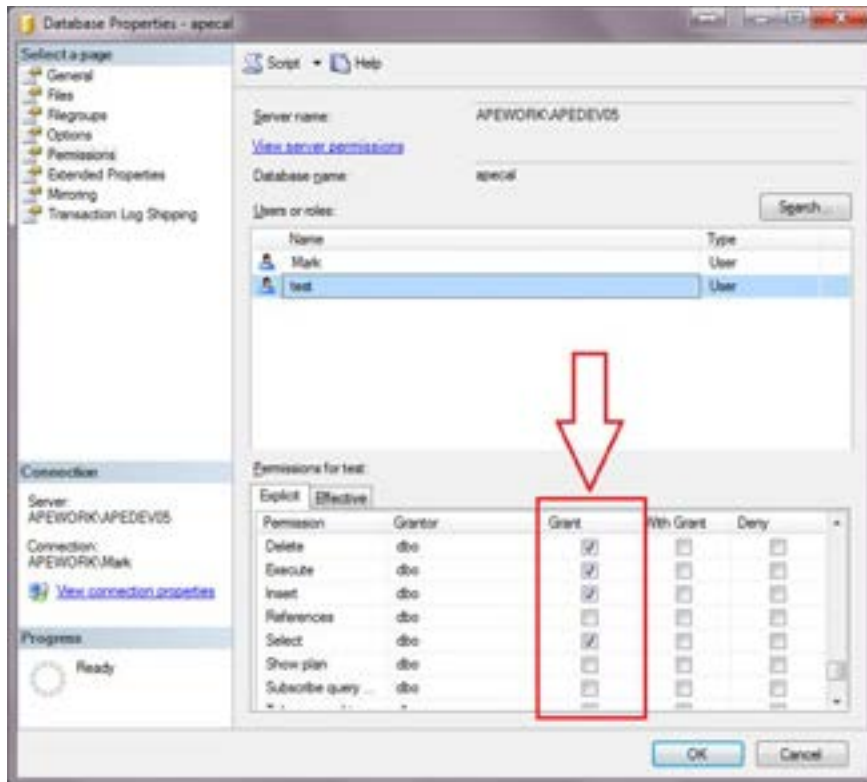 Database Properties - apecal
Select a page
General
Files
Filegroups
Options
Permissions
Extended Properties
Mirroring
Transaction Log Shipping
Script Help
Server name: APEWORK\APEDEV05
View server permissions
Database name: apecal
Users or roles: Search...
Name Type
Mark User
test User
Connection
Server:
APEWORK\APEDEV05
Connection:
APEWORK\Mark
View connection properties
Progress
Ready
Permissions for test:
Explicit Effective
Permission Grantor Grant With Grant Deny
Delete dbo
Execute dbo
Insert dbo
References dbo
Select dbo
Show plan dbo
Subscribe query ... dbo
OK Cancel